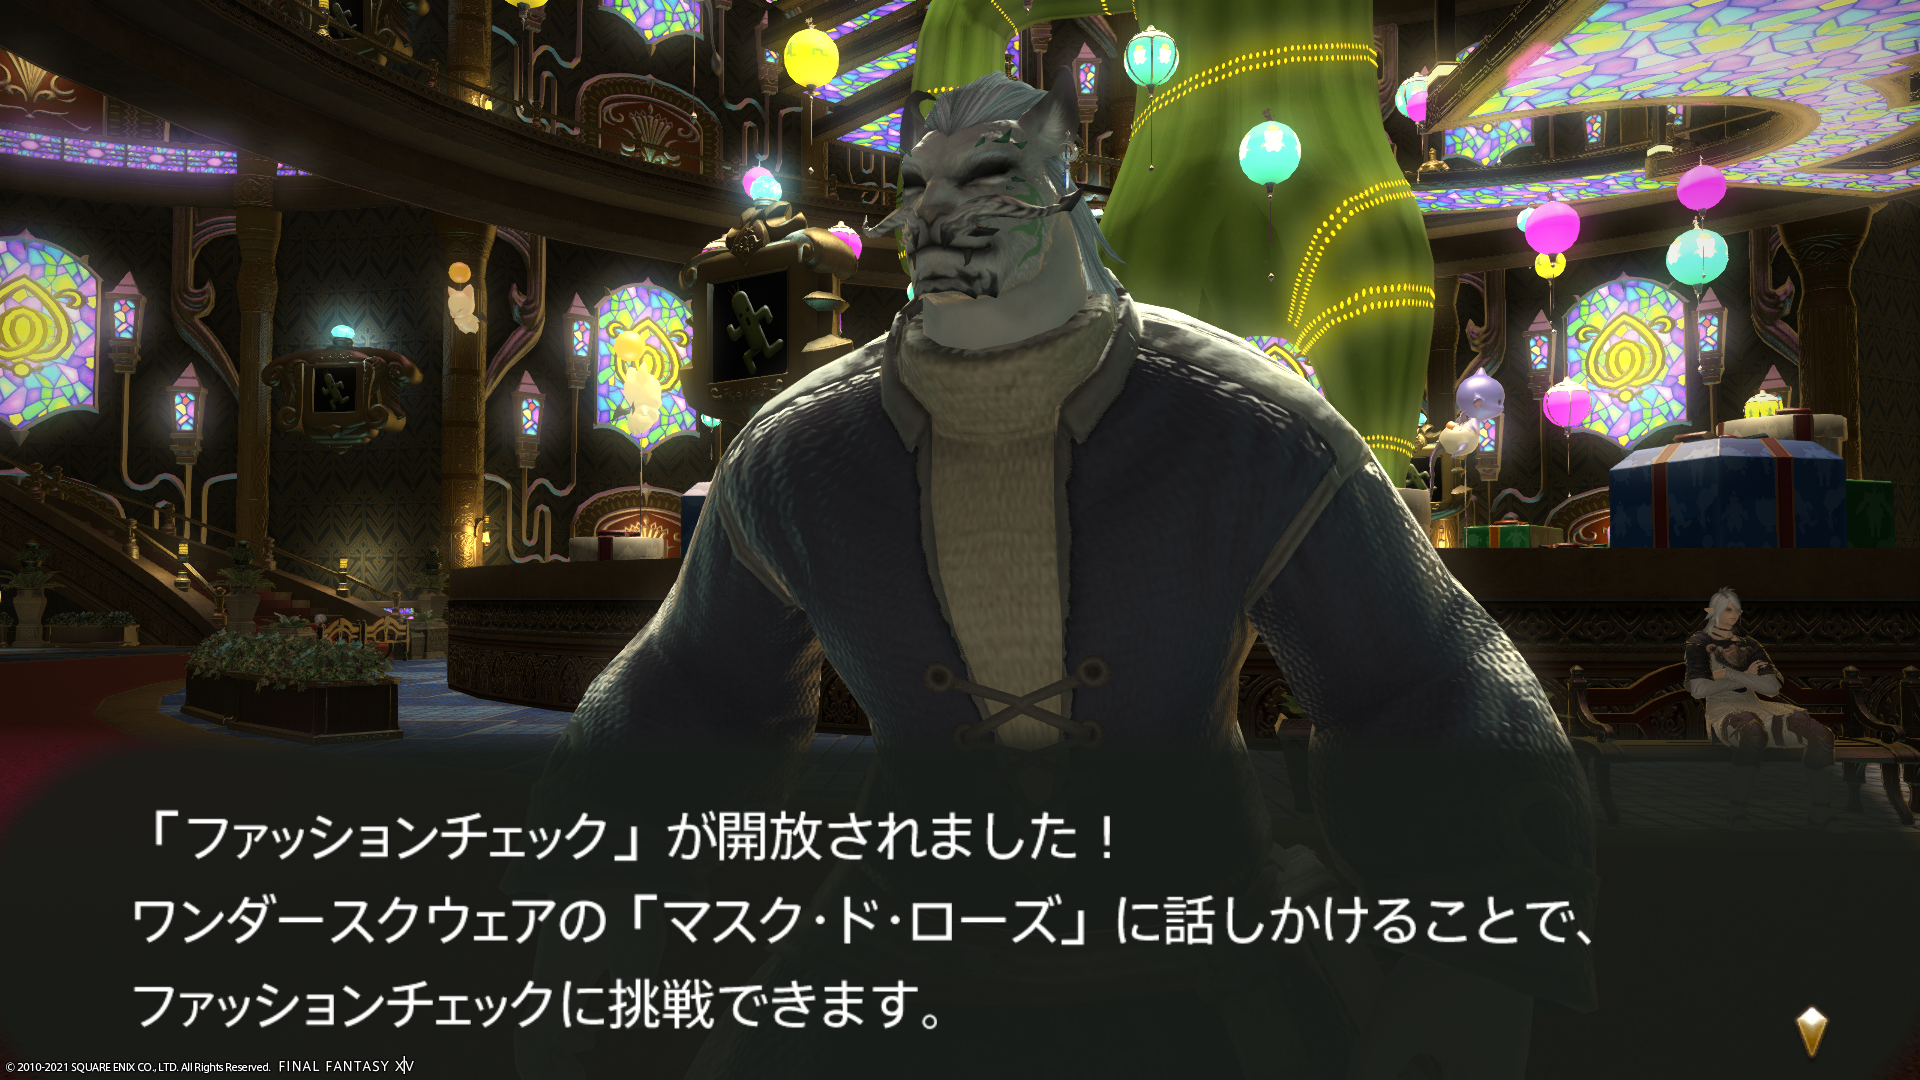 「ファッションチェック」が開放されました！
ワンダースクウェアの「マスク・ド・ローズ」に話しかけることで、
ファッションチェックに挑戦できます。
© 2010-2021 SQUARE ENIX CO., LTD. All Rights Reserved. FINAL FANTASY XIV